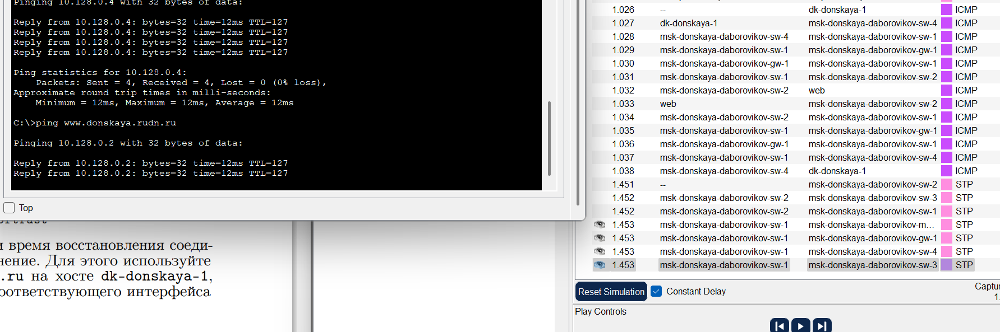 Pinging 10.128.0.4 with 32 bytes of data:
Reply from 10.128.0.4: bytes=32 time=12ms TTL=127
Reply from 10.128.0.4: bytes=32 time=12ms TTL=127
Reply from 10.128.0.4: bytes=32 time=12ms TTL=127
Reply from 10.128.0.4: bytes=32 time=12ms TTL=127
Ping statistics for 10.128.0.4:
Packets: Sent = 4, Received = 4, Lost = 0 (0% loss),
Approximate round trip times in milli-seconds:
Minimum = 12ms, Maximum = 12ms, Average = 12ms
C:\>ping www.donskaya.rudn.ru
Pinging 10.128.0.2 with 32 bytes of data:
Reply from 10.128.0.2: bytes=32 time=12ms TTL=127
Reply from 10.128.0.2: bytes=32 time=12ms TTL=127
Top
и время восстановления соеди-
нение. Для этого используйте
.ru на хосте dk-donskaya-1,
оответствующего интерфейса
1.026 -- dk-donskaya-1 ICMP
1.027 dk-donskaya-1 msk-donskaya-daborovikov-sw-4 ICMP
1.028 msk-donskaya-daborovikov-sw-4 msk-donskaya-daborovikov-sw-1 ICMP
1.029 msk-donskaya-daborovikov-sw-1 msk-donskaya-daborovikov-gw-1 ICMP
1.030 msk-donskaya-daborovikov-gw-1 msk-donskaya-daborovikov-sw-1 ICMP
1.031 msk-donskaya-daborovikov-sw-1 msk-donskaya-daborovikov-sw-2 ICMP
1.032 msk-donskaya-daborovikov-sw-2 web ICMP
1.033 web msk-donskaya-daborovikov-sw-2 ICMP
1.034 msk-donskaya-daborovikov-sw-2 msk-donskaya-daborovikov-sw-1 ICMP
1.035 msk-donskaya-daborovikov-sw-1 msk-donskaya-daborovikov-gw-1 ICMP
1.036 msk-donskaya-daborovikov-gw-1 msk-donskaya-daborovikov-sw-1 ICMP
1.037 msk-donskaya-daborovikov-sw-1 msk-donskaya-daborovikov-sw-4 ICMP
1.038 msk-donskaya-daborovikov-sw-4 dk-donskaya-1 ICMP
1.451 -- msk-donskaya-daborovikov-sw-2 STP
1.452 msk-donskaya-daborovikov-sw-2 msk-donskaya-daborovikov-sw-3 STP
1.452 msk-donskaya-daborovikov-sw-2 msk-donskaya-daborovikov-sw-1 STP
1.453 msk-donskaya-daborovikov-sw-1 msk-donskaya-daborovikov-m... STP
1.453 msk-donskaya-daborovikov-sw-1 msk-donskaya-daborovikov-gw-1 STP
1.453 msk-donskaya-daborovikov-sw-1 msk-donskaya-daborovikov-sw-4 STP
1.453 msk-donskaya-daborovikov-sw-1 msk-donskaya-daborovikov-sw-3 STP
Reset Simulation Constant Delay Captur
1.
Play Controls